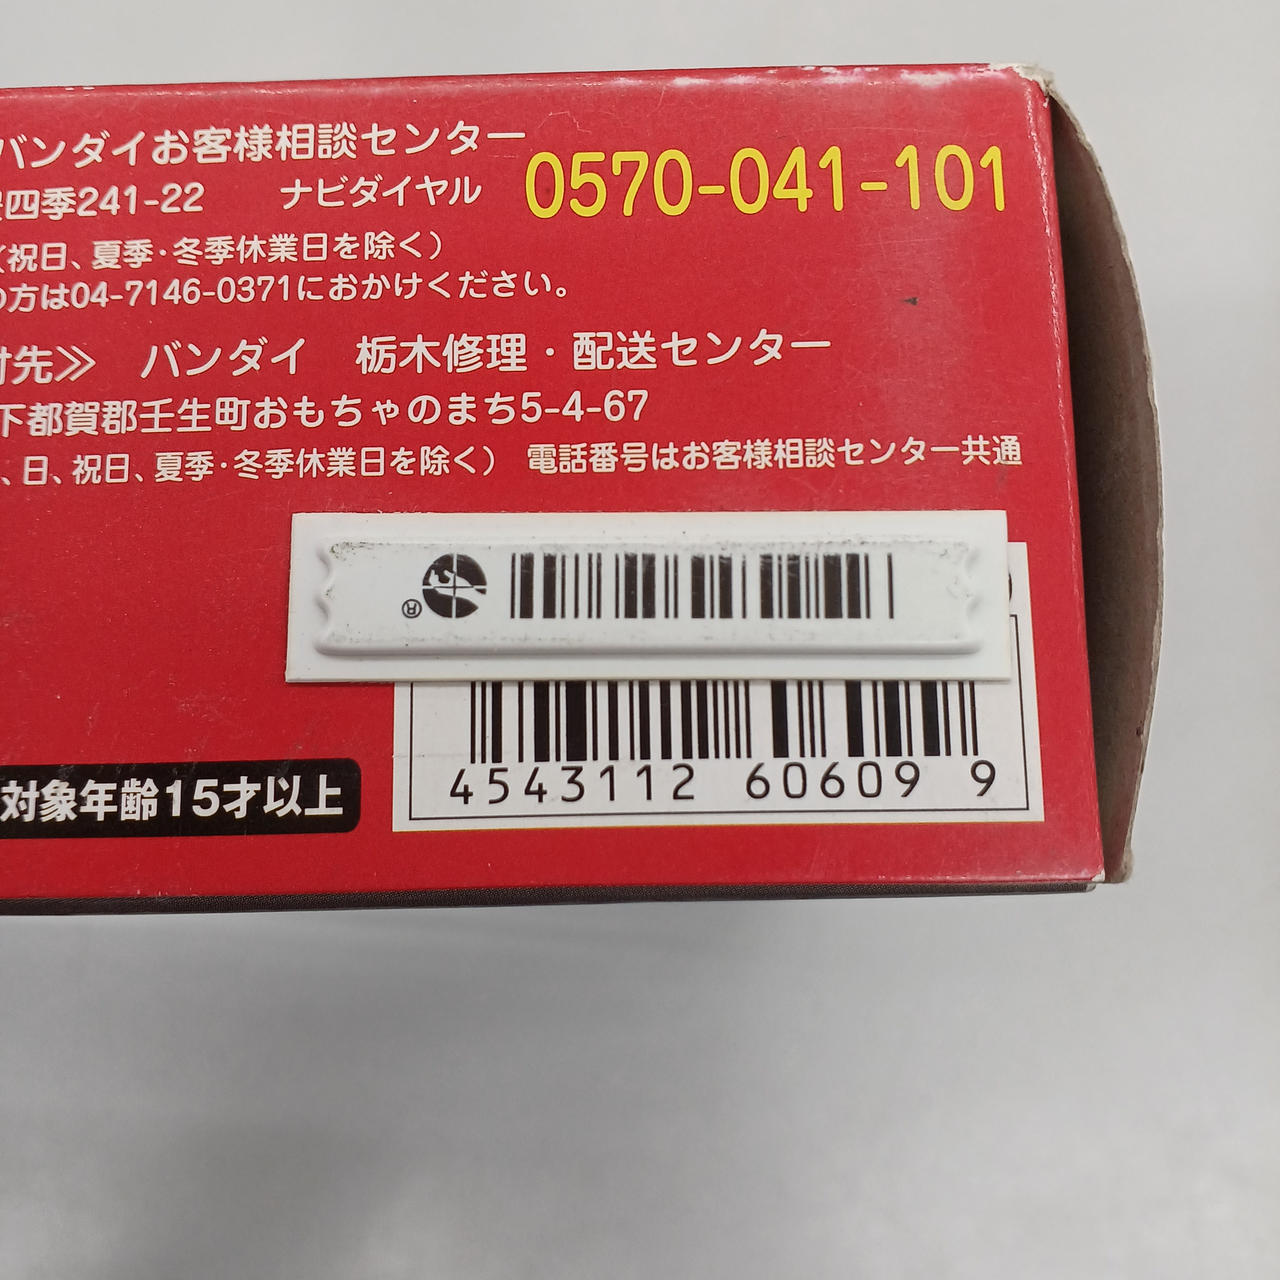 バンダイお客様相談センター
四季241-22 ナビダイヤル 0570-041-101
(祝日、夏季･冬季休業日を除く)
の方は04-7146-0371におかけください。
付先≫ バンダイ 栃木修理・配送センター
下都賀郡壬生町おもちゃのまち5-4-67
、日、祝日、夏季･冬季休業日を除く) 電話番号はお客様相談センター共通
®
対象年齢15才以上
4543112 60609 9